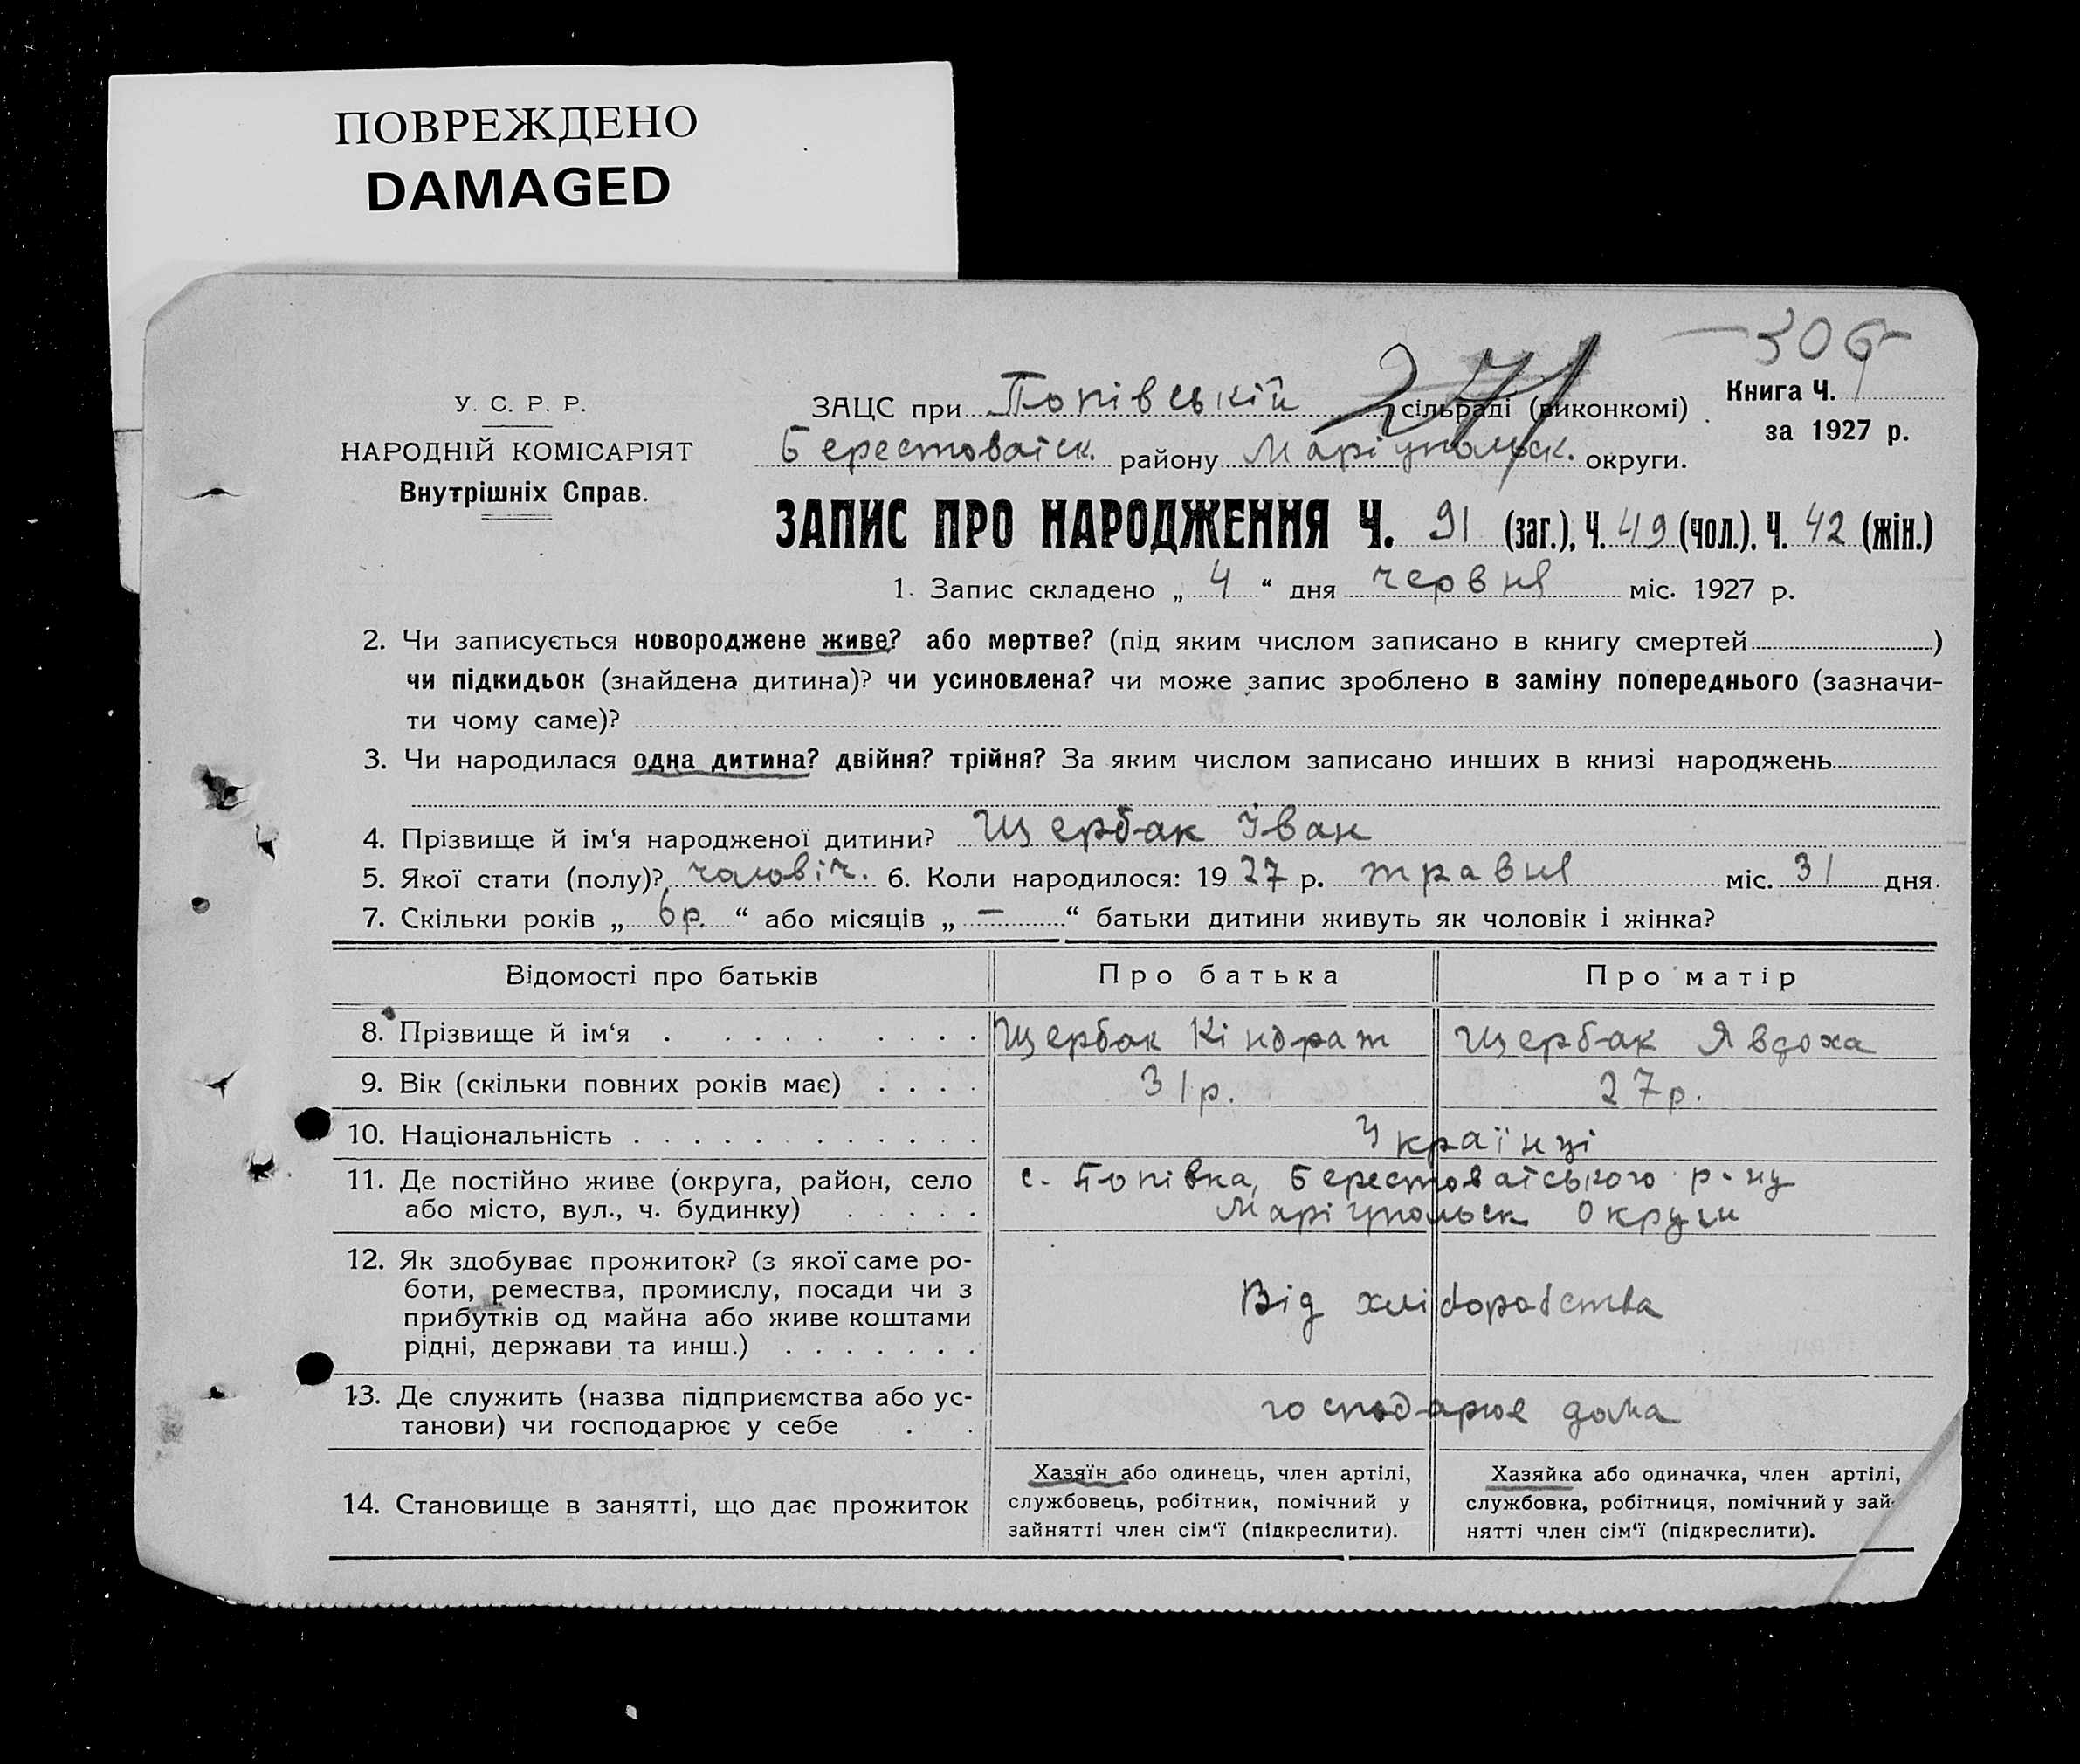 ПОВРЕЖДЕНО
DAMAGED
306
271
У. С. Р. Р.
НАРОДНІЙ КОМІСАРІЯТ
Внутрішніх Справ.
ЗАЦС при Попівській сільраді (виконкомі)
Берестоваїск. району Маріупольск. округи.
Книга Ч.
за 1927 р.
ЗАПИС ПРО НАРОДЖЕННЯ Ч. 91 (заг.), Ч. 49 (чол.), Ч. 42 (жін.)
1. Запис складено „ 4 “ дня червня міс. 1927 р.
2. Чи записується новороджене живе? або мертве? (під яким числом записано в книгу смертей )
чи підкидьок (знайдена дитина)? чи усиновлена? чи може запис зроблено в заміну попереднього (зазначи-
ти чому саме)?
3. Чи народилася одна дитина? двійня? трійня? За яким числом записано инших в книзі народжень
4. Прізвище й ім‘я народженої дитини? Щербак Іван
5. Якої стати (полу)? чоловіч. 6. Коли народилося: 19 27 р. травня міс. 31 дня.
7. Скільки років „ 6р. “ або місяців „ — “ батьки дитини живуть як чоловік і жінка?
Відомості про батьків Про батька Про матір
8. Прізвище й ім‘я . . . . . . . . . Щербак Кіндрат Щербак Явдоха
9. Вік (скільки повних років має) . . . . 31р. 27р.
10. Національність . . . . . . . . . . . . Українці
11. Де постійно живе (округа, район, село с. Попівка, Берестоваїського р-ну
або місто, вул., ч. будинку) . . . . . Маріупольск Округи
12. Як здобуває прожиток? (з якої саме ро-
боти, ремества, промислу, посади чи з
прибутків од майна або живе коштами
рідні, держави та инш.) . . . . . . .
Від хліборобства
13. Де служить (назва підприємства або ус-
танови) чи господарює у себе . .
господарює дома
14. Становище в занятті, що дає прожиток
Хазяїн або одинець, член артілі,
службовець, робітник, помічний у
зайнятті член сім‘ї (підкреслити).
Хазяйка або одиначка, член артілі,
службовка, робітниця, помічний у зай-
нятті член сім‘ї (підкреслити).